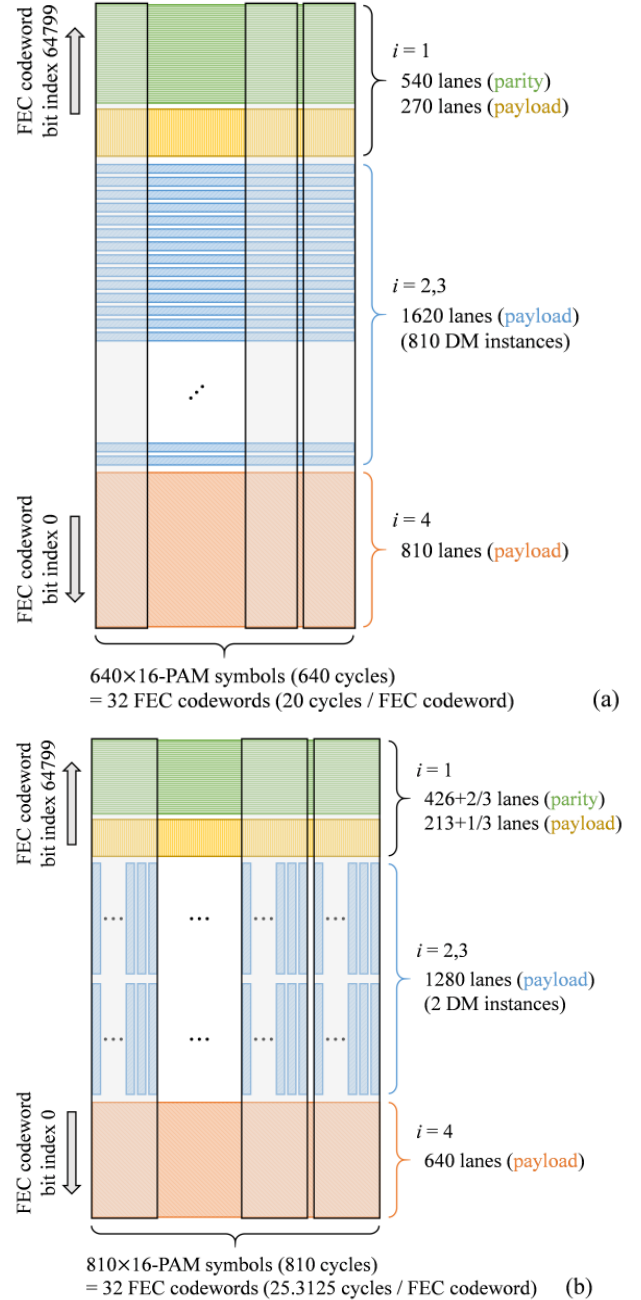 FEC codeword
bit index 64799
i = 1
540 lanes (parity)
270 lanes (payload)
i = 2,3
1620 lanes (payload)
(810 DM instances)
FEC codeword
bit index 0
i = 4
810 lanes (payload)
640×16-PAM symbols (640 cycles)
= 32 FEC codewords (20 cycles / FEC codeword)
(a)
FEC codeword
bit index 64799
i = 1
426+2/3 lanes (parity)
213+1/3 lanes (payload)
i = 2,3
1280 lanes (payload)
(2 DM instances)
FEC codeword
bit index 0
i = 4
640 lanes (payload)
810×16-PAM symbols (810 cycles)
= 32 FEC codewords (25.3125 cycles / FEC codeword)
(b)